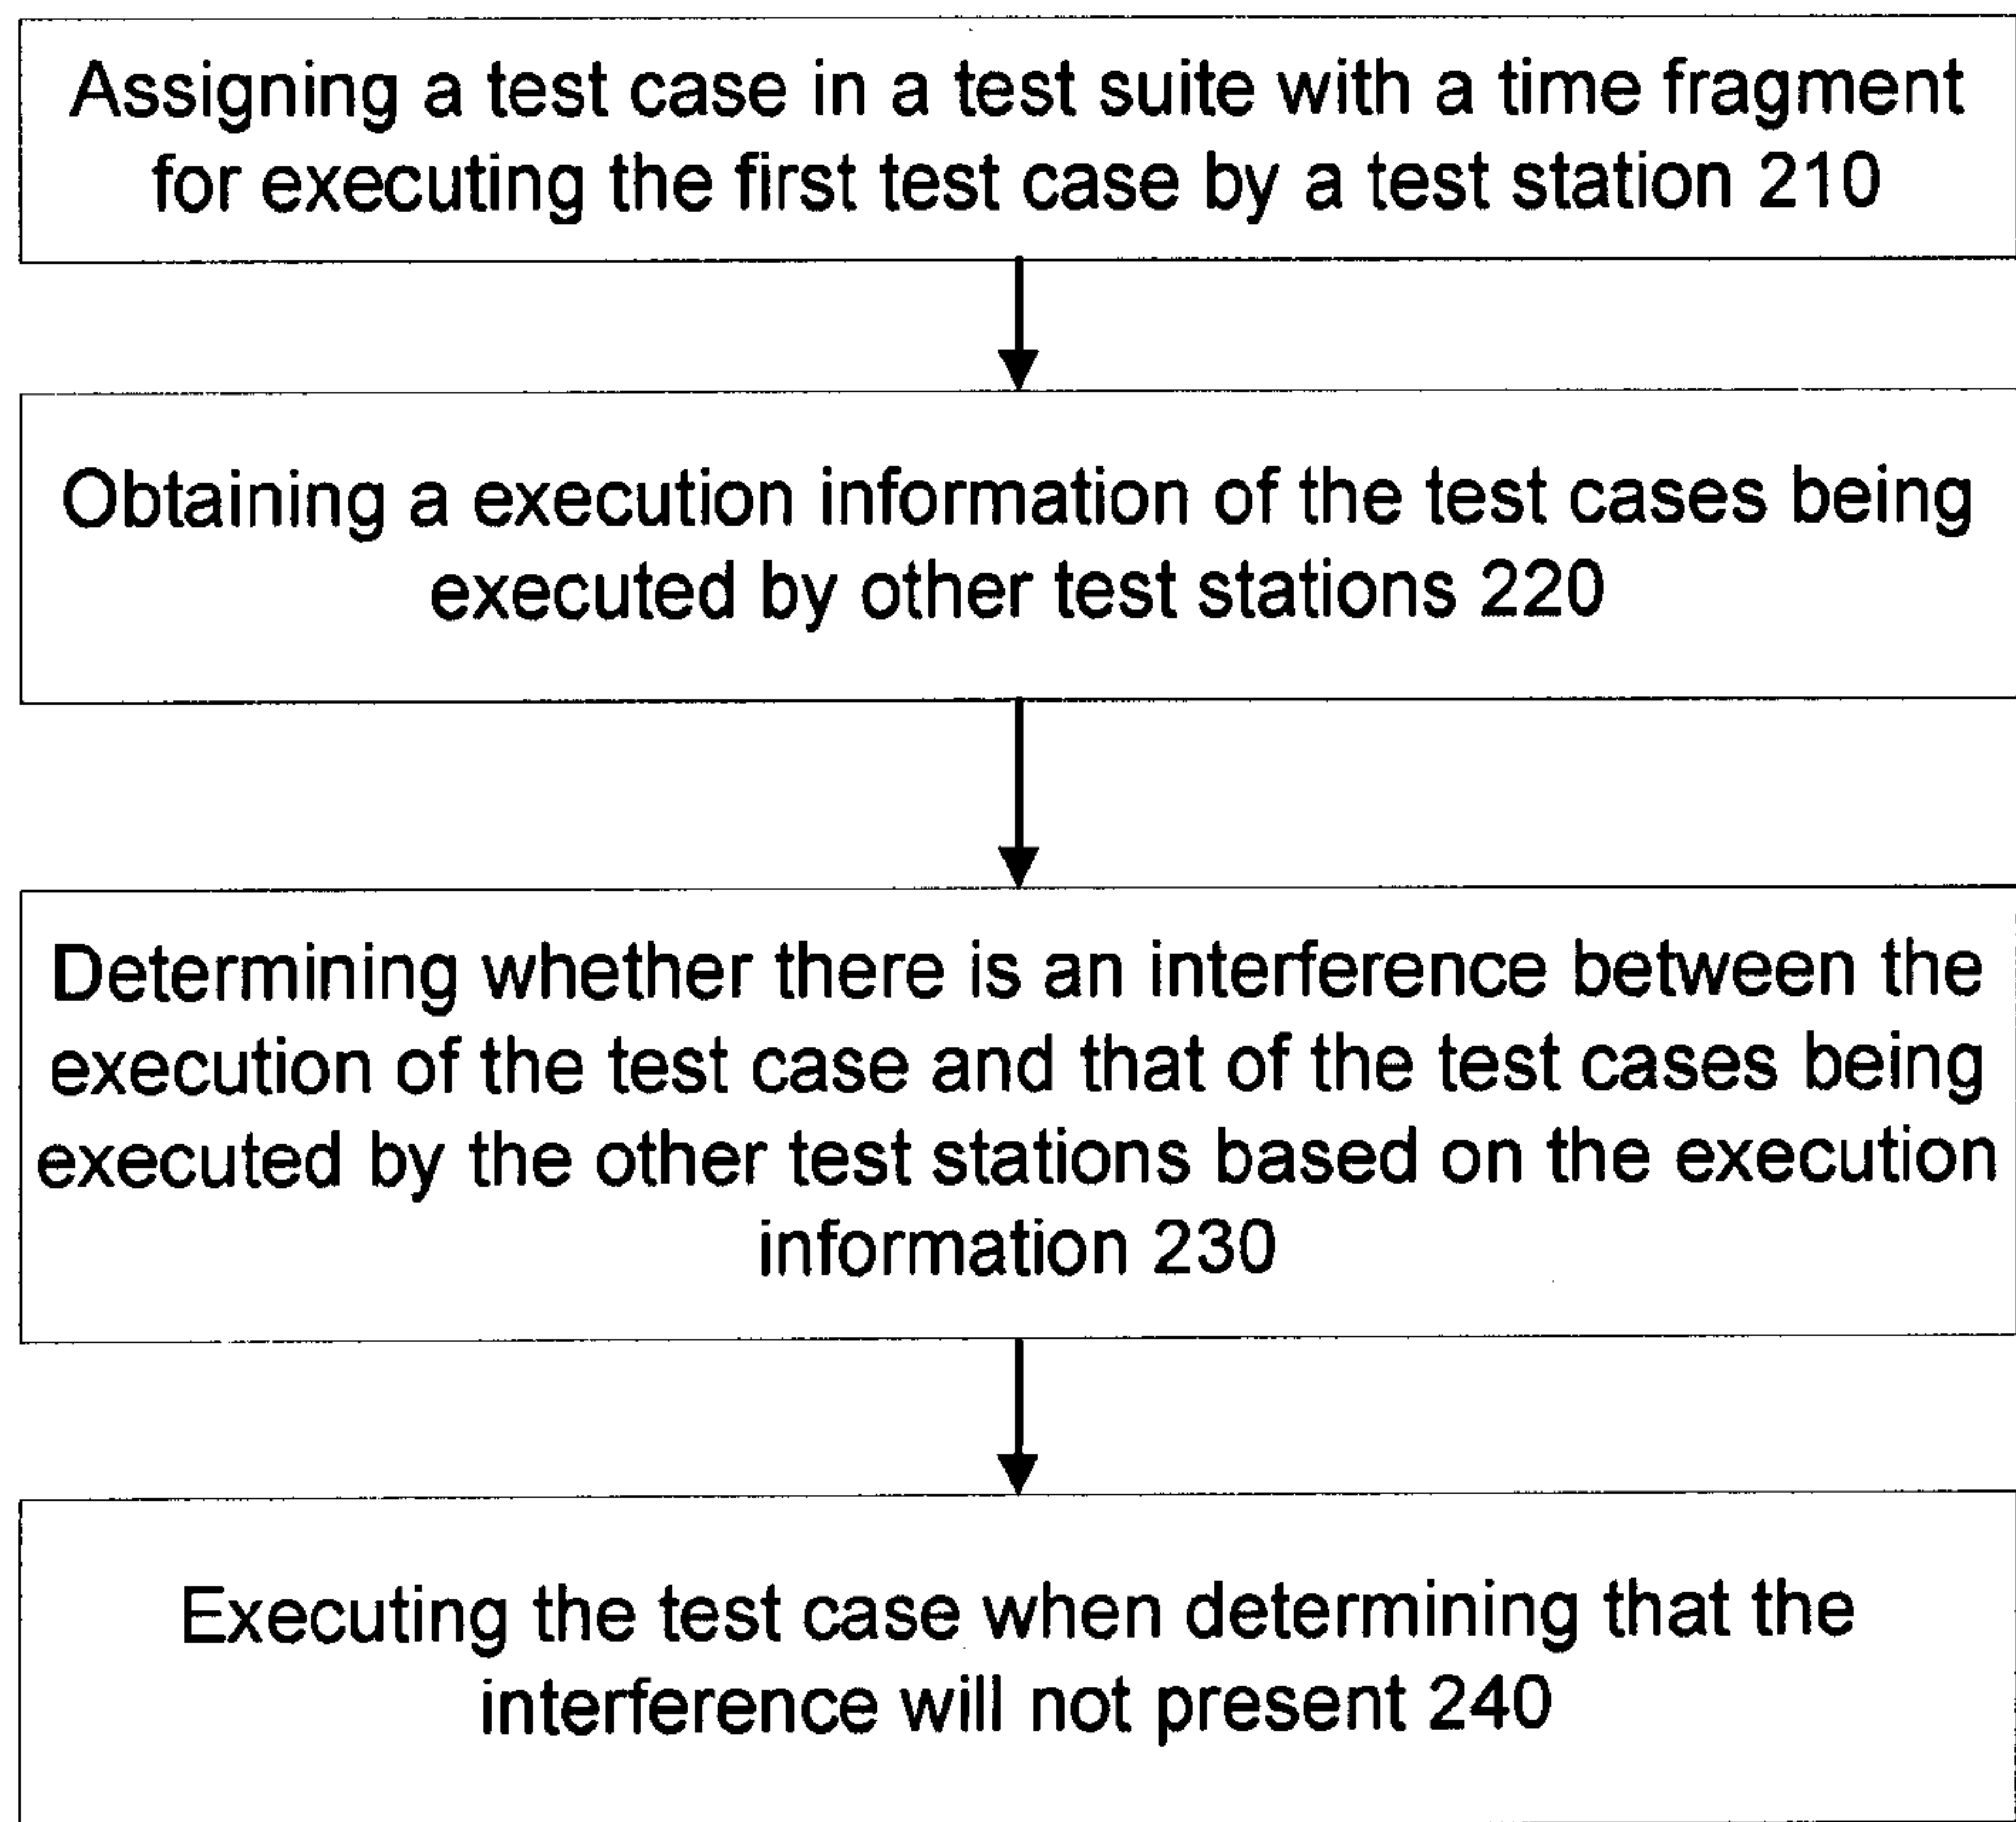 Assigning a test case in a test suite with a time fragment
for executing the first test case by a test station 210
Obtaining a execution information of the test cases being
executed by other test stations 220
Determining whether there is an interference between the
execution of the test case and that of the test cases being
executed by the other test stations based on the execution
information 230
Executing the test case when determining that the
interference will not present 240